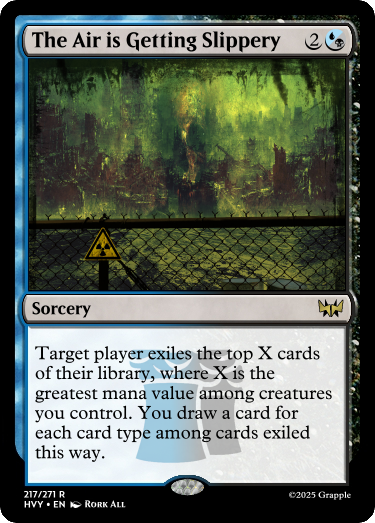 The Air is Getting Slippery 2
Sorcery
Target player exiles the top X cards
of their library, where X is the
greatest mana value among creatures
you control. You draw a card for
each card type among cards exiled
this way.
217/271 R
HVY • EN RORK ALL
©2025 Grapple